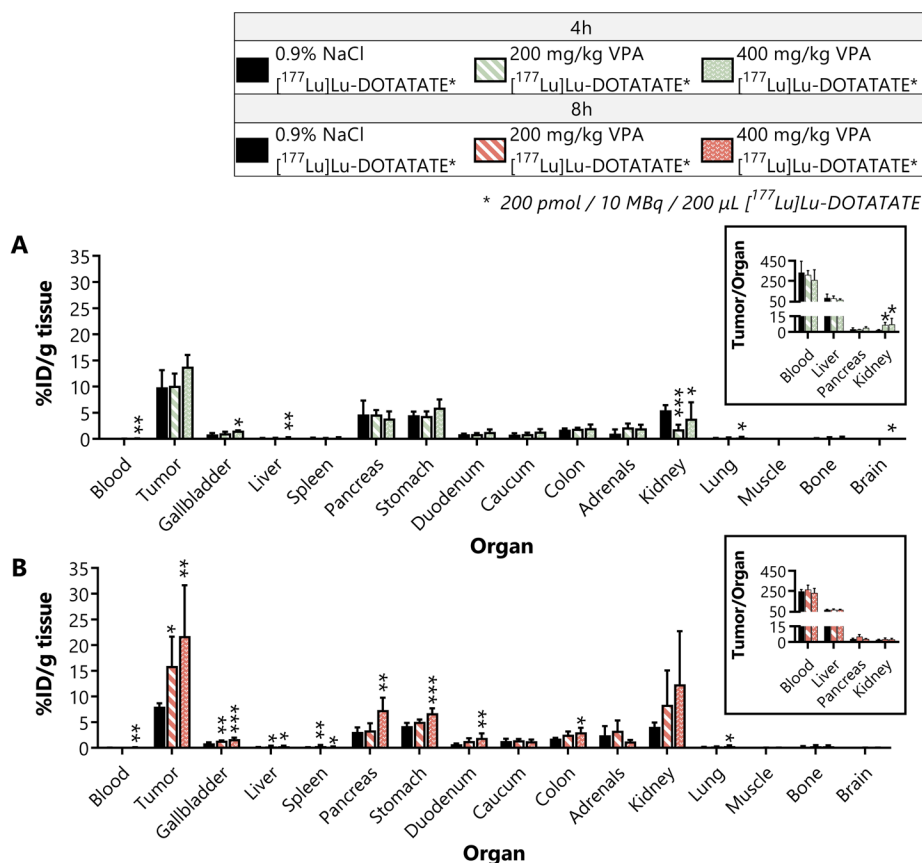 4h
0.9% NaCl
[¹⁷⁷Lu]Lu-DOTATATE*
200 mg/kg VPA
[¹⁷⁷Lu]Lu-DOTATATE*
400 mg/kg VPA
[¹⁷⁷Lu]Lu-DOTATATE*
8h
0.9% NaCl
[¹⁷⁷Lu]Lu-DOTATATE*
200 mg/kg VPA
[¹⁷⁷Lu]Lu-DOTATATE*
400 mg/kg VPA
[¹⁷⁷Lu]Lu-DOTATATE*
* 200 pmol / 10 MBq / 200 µL [¹⁷⁷Lu]Lu-DOTATATE
A
%ID/g tissue
35
30
25
20
15
10
5
0
**
*
**
***
*
*
*
Blood
Tumor
Gallbladder
Liver
Spleen
Pancreas
Stomach
Duodenum
Caucum
Colon
Adrenals
Kidney
Lung
Muscle
Bone
Brain
Organ
Tumor/Organ
450
250
50
15
0
*
*
Blood
Liver
Pancreas
Kidney
B
%ID/g tissue
35
30
25
20
15
10
5
0
**
*
**
**
***
*
*
**
*
**
***
**
*
*
Blood
Tumor
Gallbladder
Liver
Spleen
Pancreas
Stomach
Duodenum
Caucum
Colon
Adrenals
Kidney
Lung
Muscle
Bone
Brain
Organ
Tumor/Organ
450
250
50
15
0
Blood
Liver
Pancreas
Kidney